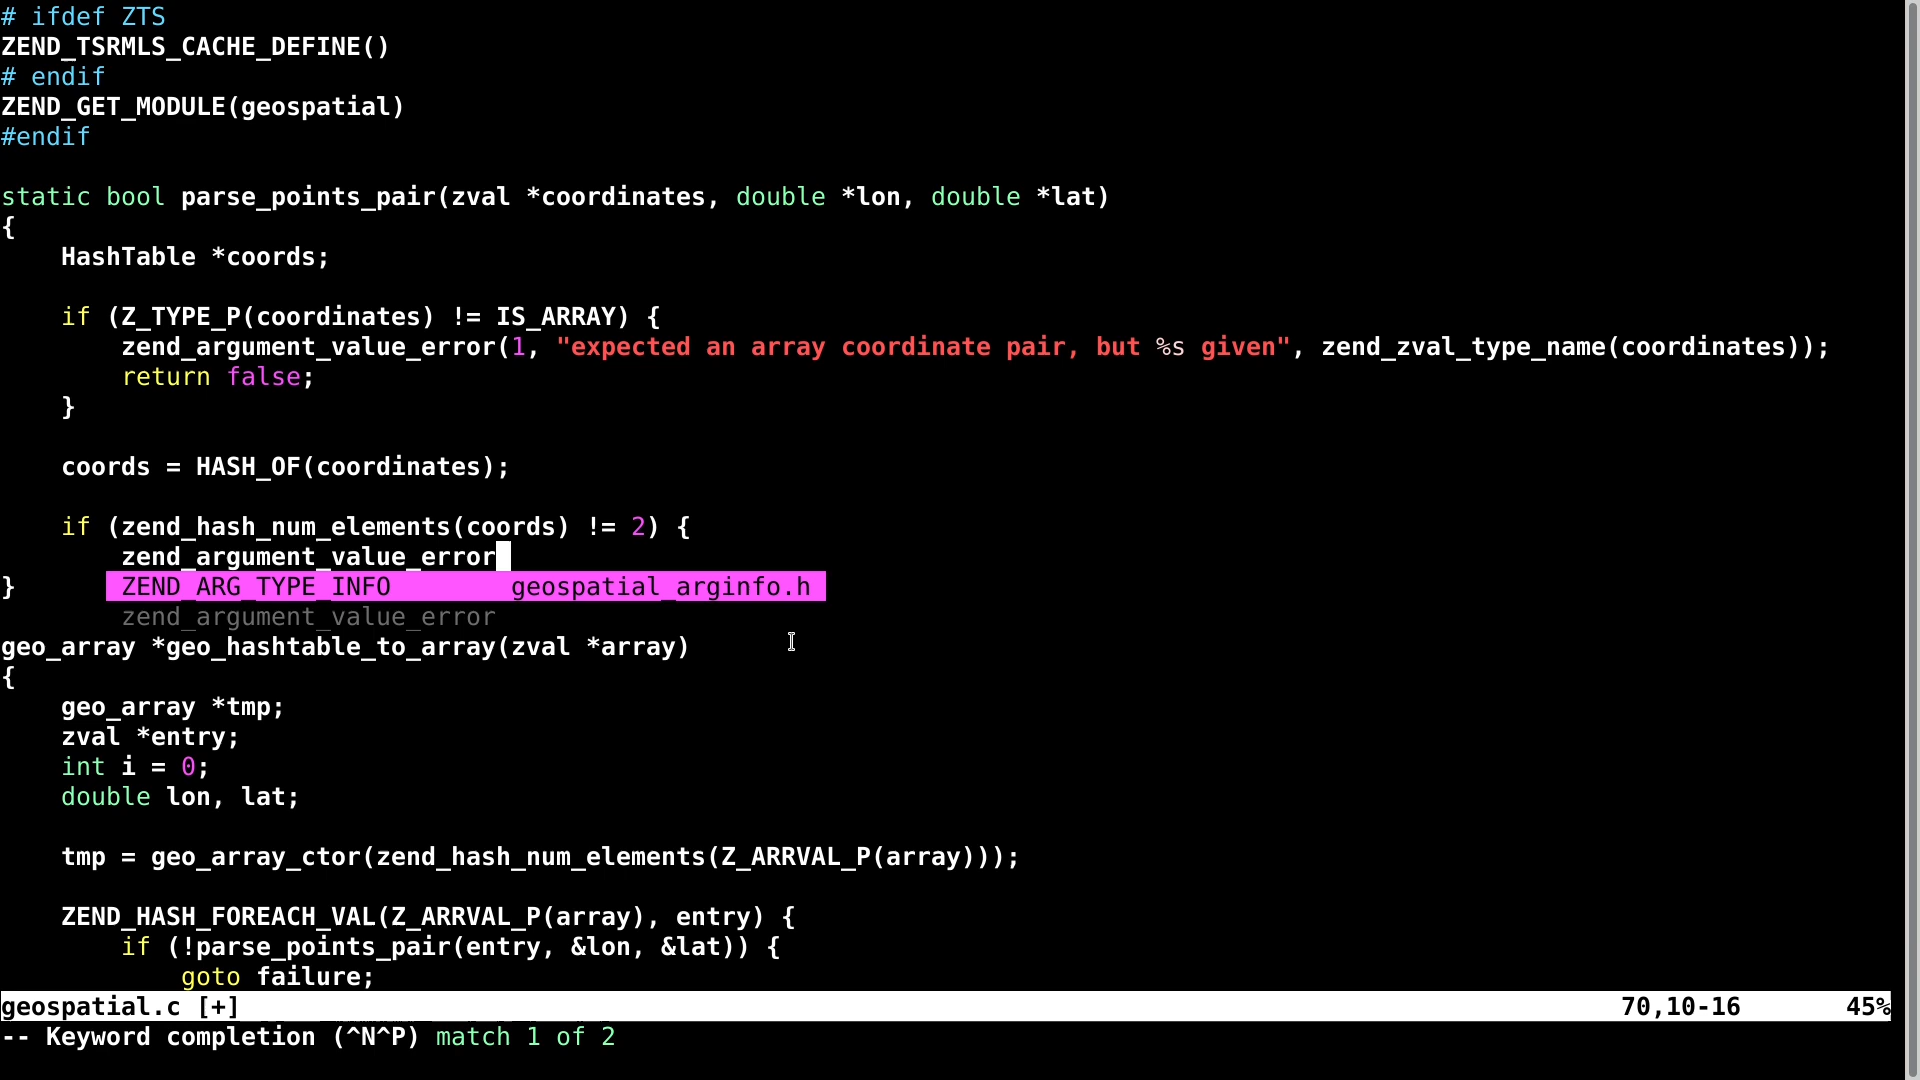 # ifdef ZTS
ZEND_TSRMLS_CACHE_DEFINE()
# endif
ZEND_GET_MODULE(geospatial)
#endif

static bool parse_points_pair(zval *coordinates, double *lon, double *lat)
{
    HashTable *coords;

    if (Z_TYPE_P(coordinates) != IS_ARRAY) {
        zend_argument_value_error(1, "expected an array coordinate pair, but %s given", zend_zval_type_name(coordinates));
        return false;
    }

    coords = HASH_OF(coordinates);

    if (zend_hash_num_elements(coords) != 2) {
        zend_argument_value_error
}       ZEND_ARG_TYPE_INFO        geospatial_arginfo.h
        zend_argument_value_error
geo_array *geo_hashtable_to_array(zval *array)
{
    geo_array *tmp;
    zval *entry;
    int i = 0;
    double lon, lat;

    tmp = geo_array_ctor(zend_hash_num_elements(Z_ARRVAL_P(array)));

    ZEND_HASH_FOREACH_VAL(Z_ARRVAL_P(array), entry) {
        if (!parse_points_pair(entry, &lon, &lat)) {
            goto failure;
geospatial.c [+] 70,10-16 45%
-- Keyword completion (^N^P) match 1 of 2